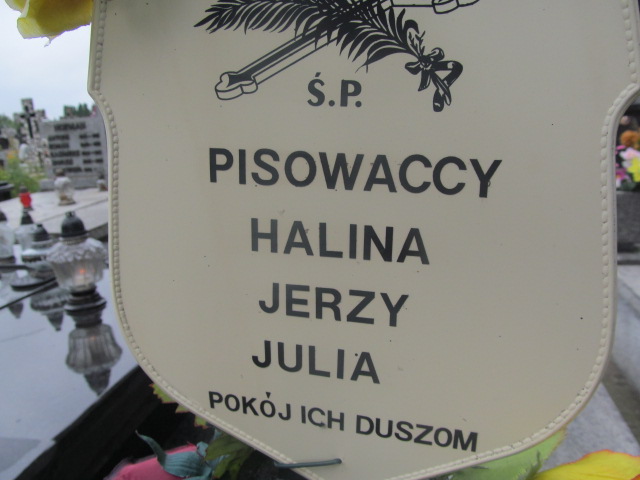 Ś.P.
PISOWACCY
HALINA
JERZY
JULIA
POKÓJ ICH DUSZOM